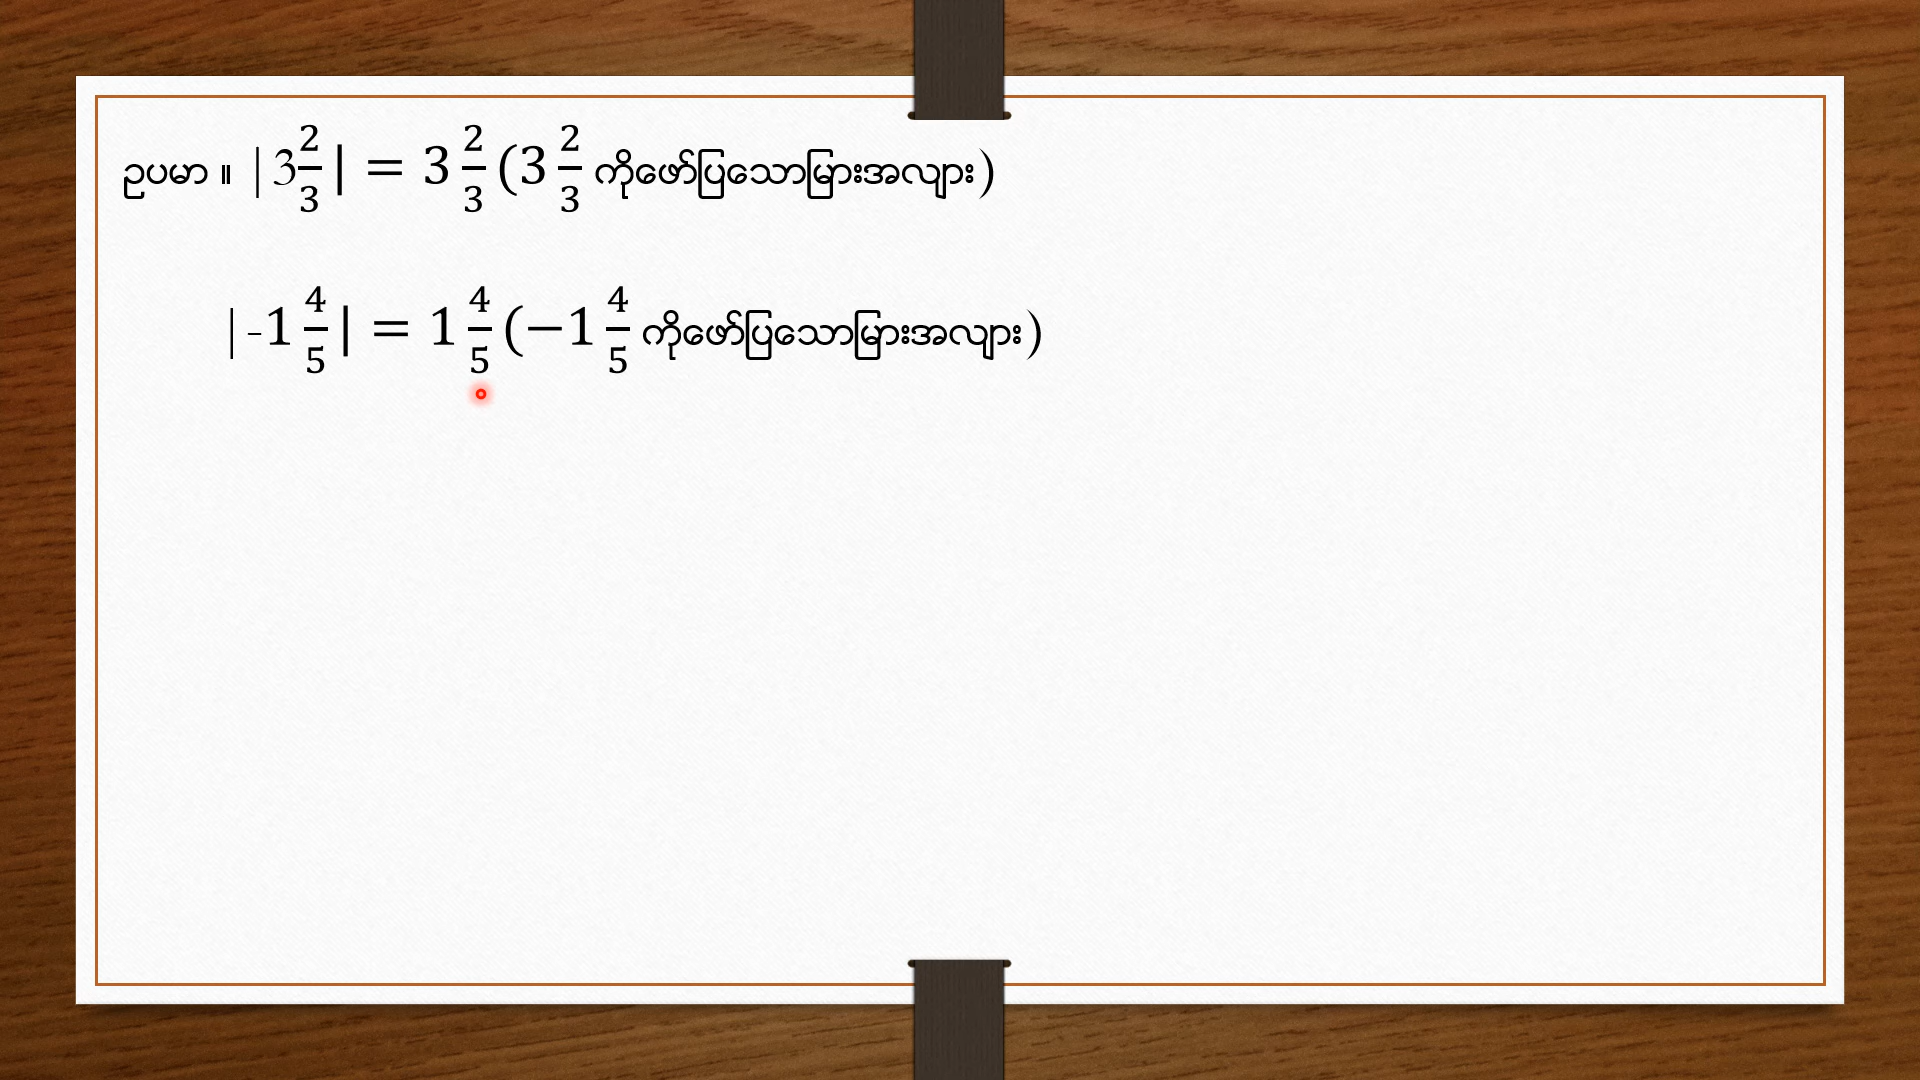 ဥပမာ ။ |3 2/3| = 3 2/3 (3 2/3 ကိုဖော်ပြသောမြားအလျား)
|-1 4/5| = 1 4/5 (−1 4/5 ကိုဖော်ပြသောမြားအလျား)